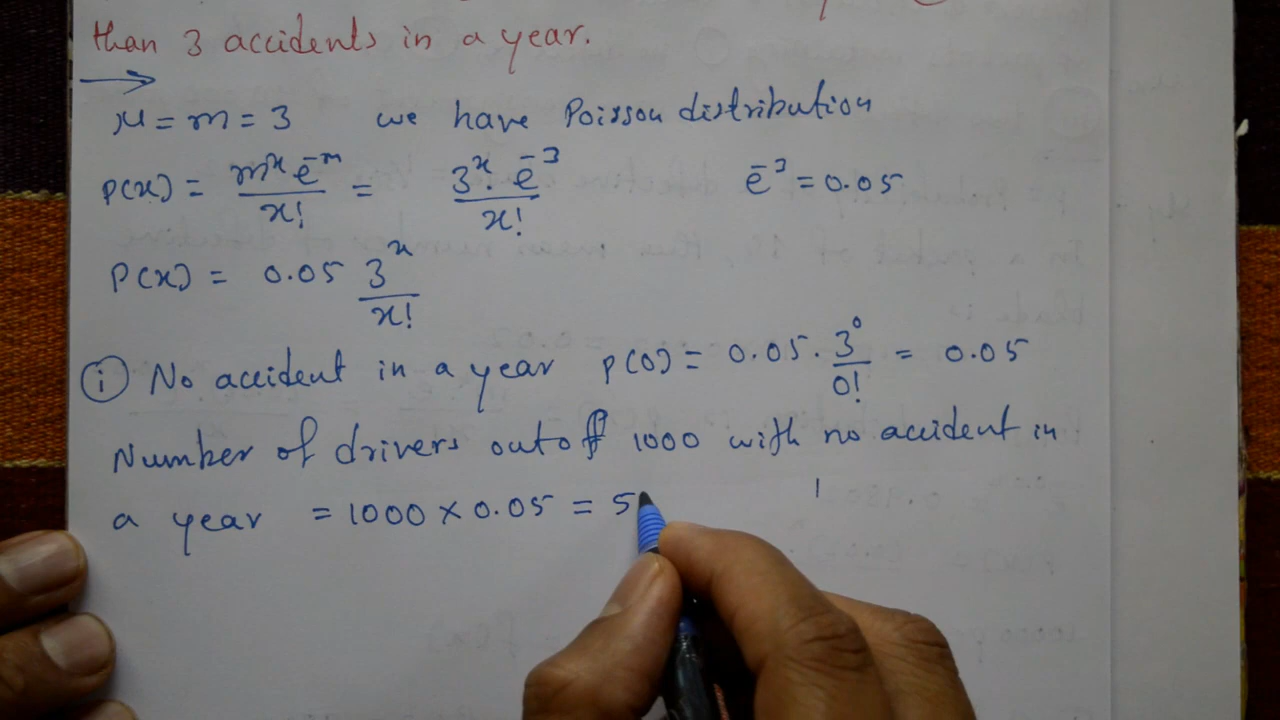 than 3 accidents in a year.
μ = m = 3 we have Poisson distribution
P(x) = m^x e^-m / x! = 3^x . e^-3 / x! e^-3 = 0.05
P(x) = 0.05 3^x / x!
(i) No accident in a year P(0) = 0.05 . 3^0 / 0! = 0.05
Number of drivers out of 1000 with no accident in
a year = 1000 × 0.05 = 5